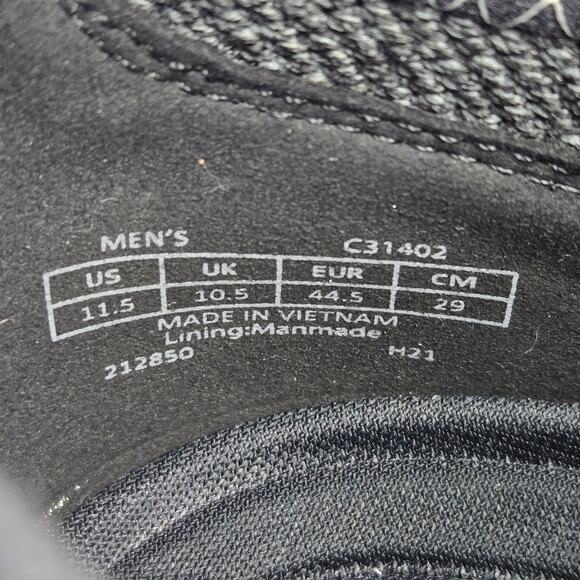 MEN'S C31402
US UK EUR CM
11.5 10.5 44.5 29
MADE IN VIETNAM
Lining:Manmade
212850 H21